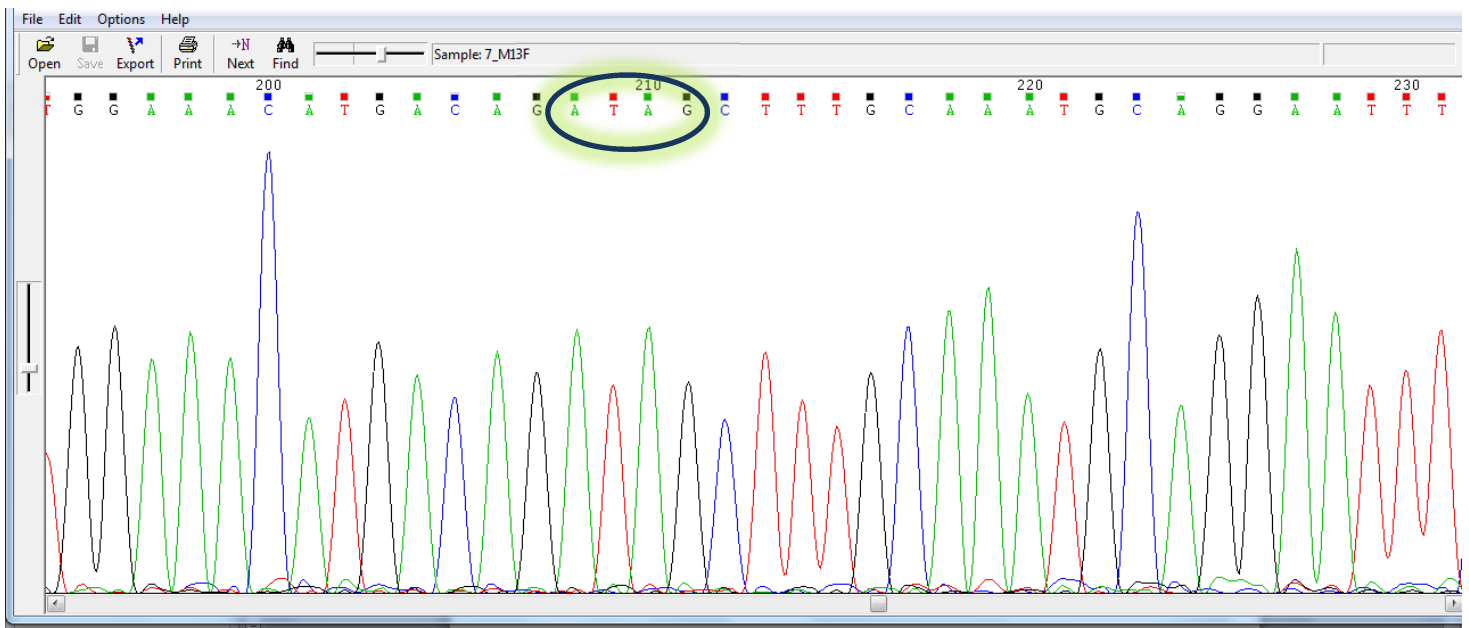 File Edit Options Help
Open Save Export Print Next Find Sample: 7_M13F
→N
200 210 220 230
T G G A A A C A T G A C A G A T A G C T T T G C A A A T G C A G G A A T T T